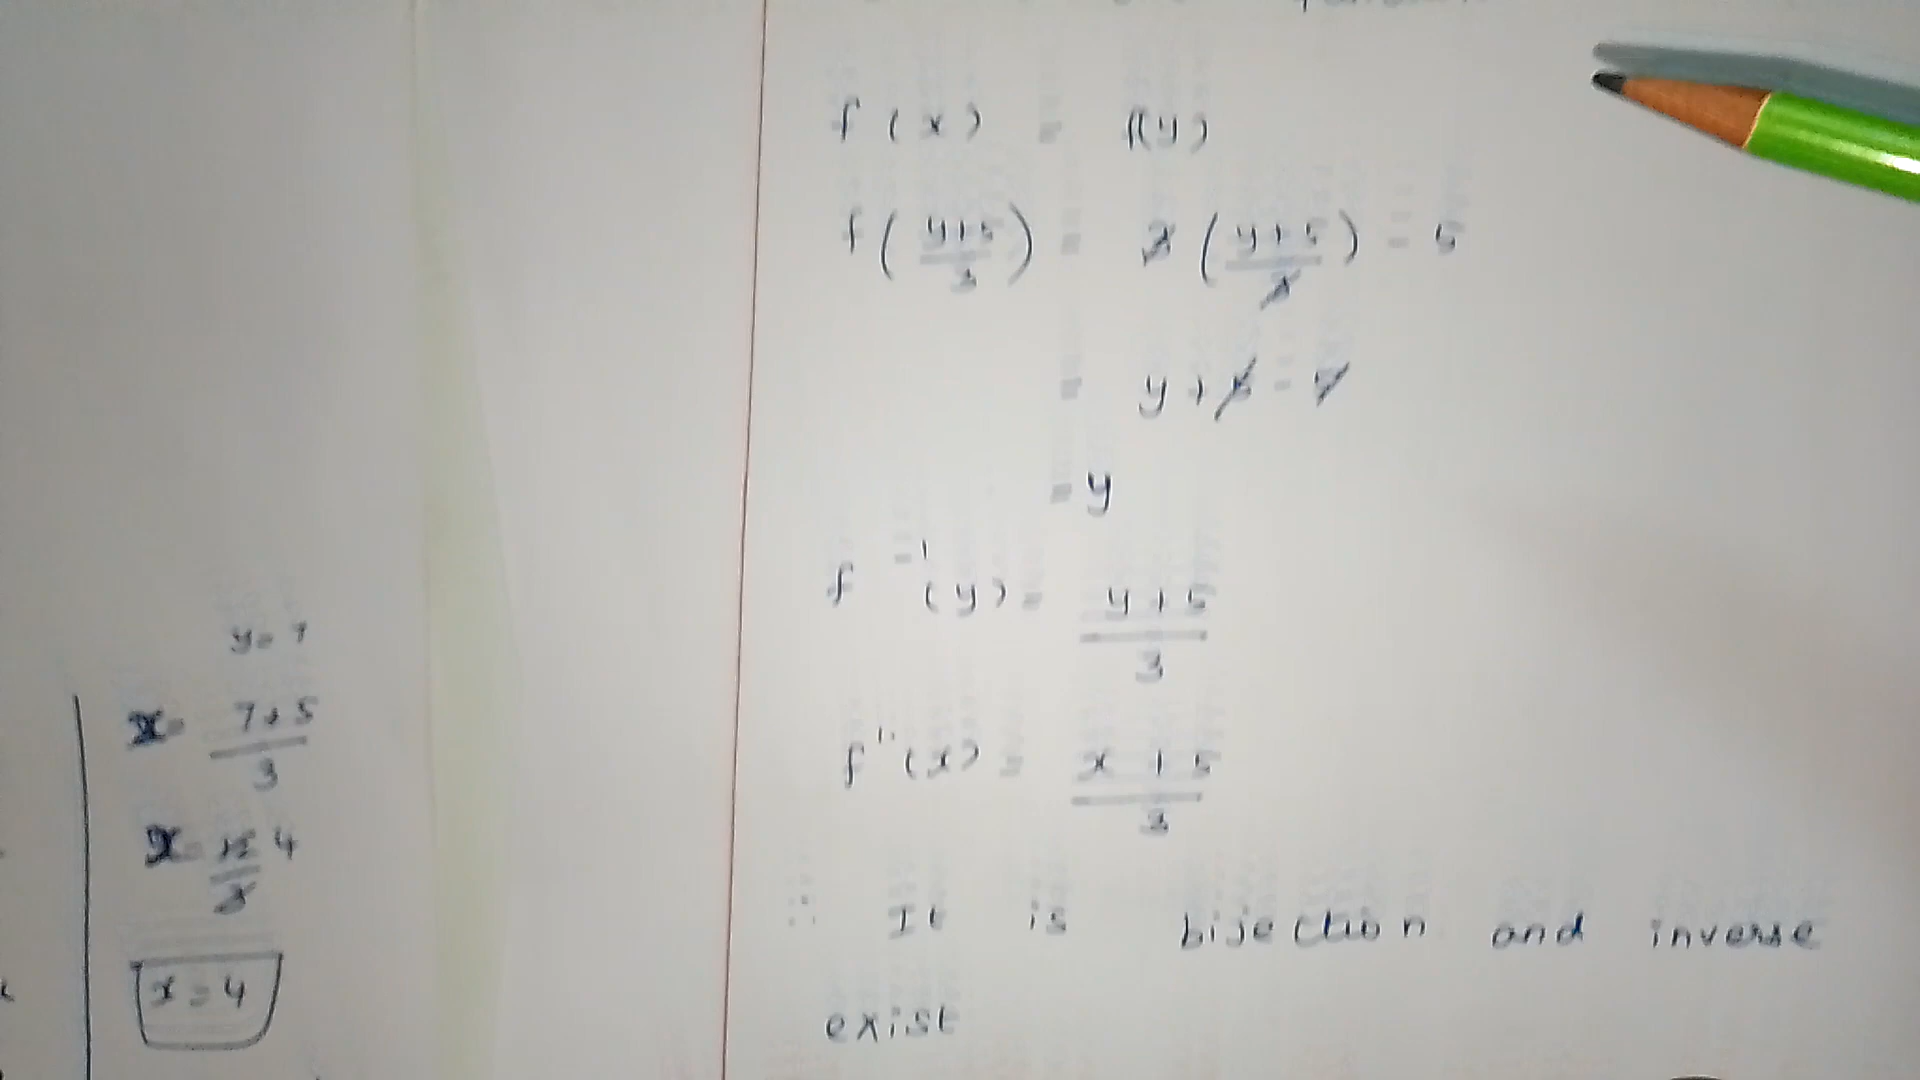 y = 7
x = 7+5/3
x = 12/3 4
x = 4
f(x) = f(y)
f(y+5/3) = 3(y+5/3) - 5
= y + 5 - 5
= y
f⁻¹(y) = y+5/3
f⁻¹(x) = x+5/3
∴ It is bijection and inverse
exist